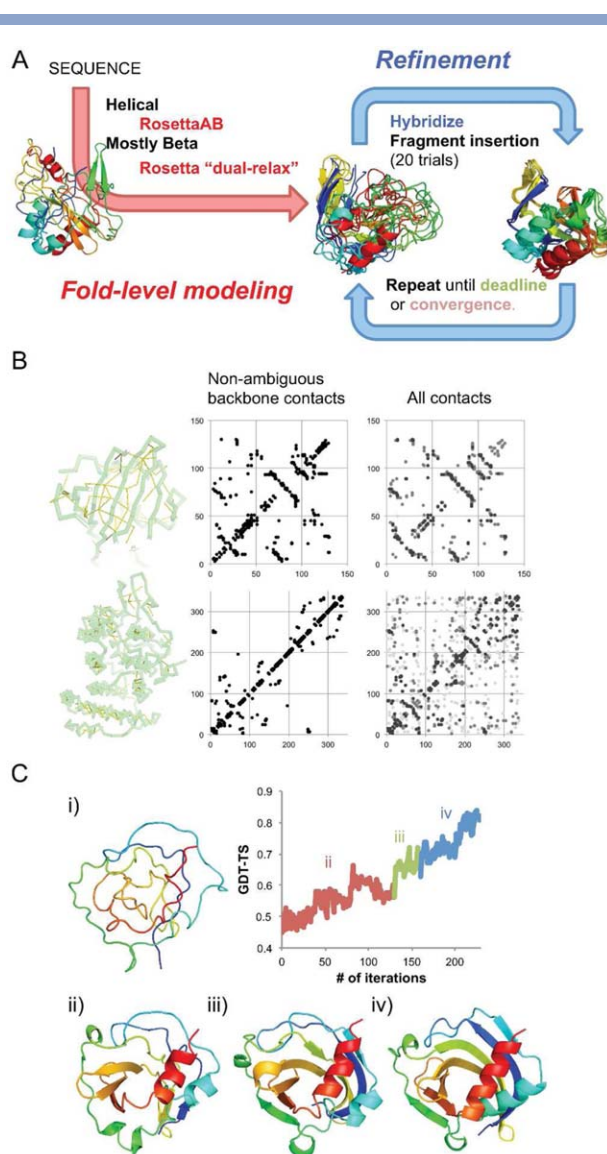 A
SEQUENCE
Helical
RosettaAB
Mostly Beta
Rosetta “dual-relax”
Fold-level modeling
Refinement
Hybridize
Fragment insertion
(20 trials)
Repeat until deadline
or convergence.
B
Non-ambiguous
backbone contacts
All contacts
150
100
50
0
0 50 100 150
150
100
50
0
0 50 100 150
300
200
100
0
0 100 200 300
300
200
100
0
0 100 200 300
C
i)
GDT-TS
0.9
0.8
0.7
0.6
0.5
0.4
ii
iii
iv
0 50 100 150 200
# of iterations
ii)
iii)
iv)